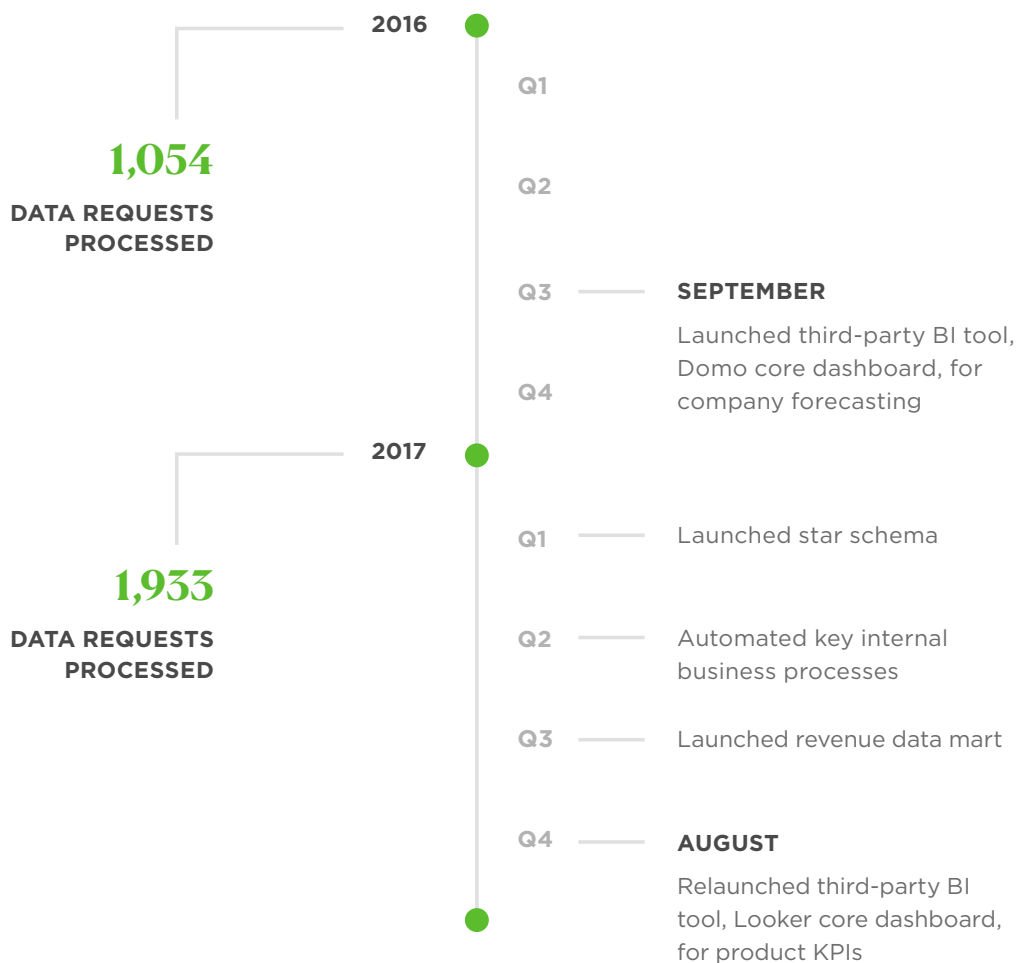 2016
Q1
1,054
DATA REQUESTS
PROCESSED
Q2
Q3
SEPTEMBER
Launched third-party BI tool,
Domo core dashboard, for
company forecasting
Q4
2017
Q1
Launched star schema
1,933
DATA REQUESTS
PROCESSED
Q2
Automated key internal
business processes
Q3
Launched revenue data mart
Q4
AUGUST
Relaunched third-party BI
tool, Looker core dashboard,
for product KPIs